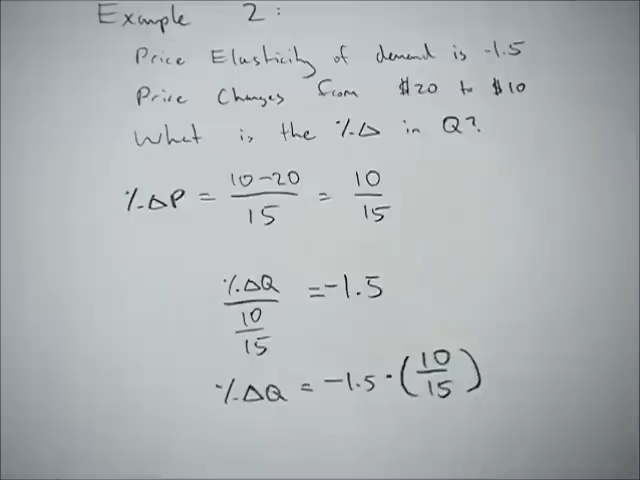 Example 2:
Price Elasticity of demand is -1.5
Price Changes from $20 to $10
What is the %Δ in Q?
%ΔP = 10-20/15 = 10/15
%ΔQ/10/15 = -1.5
%ΔQ = -1.5 · (10/15)